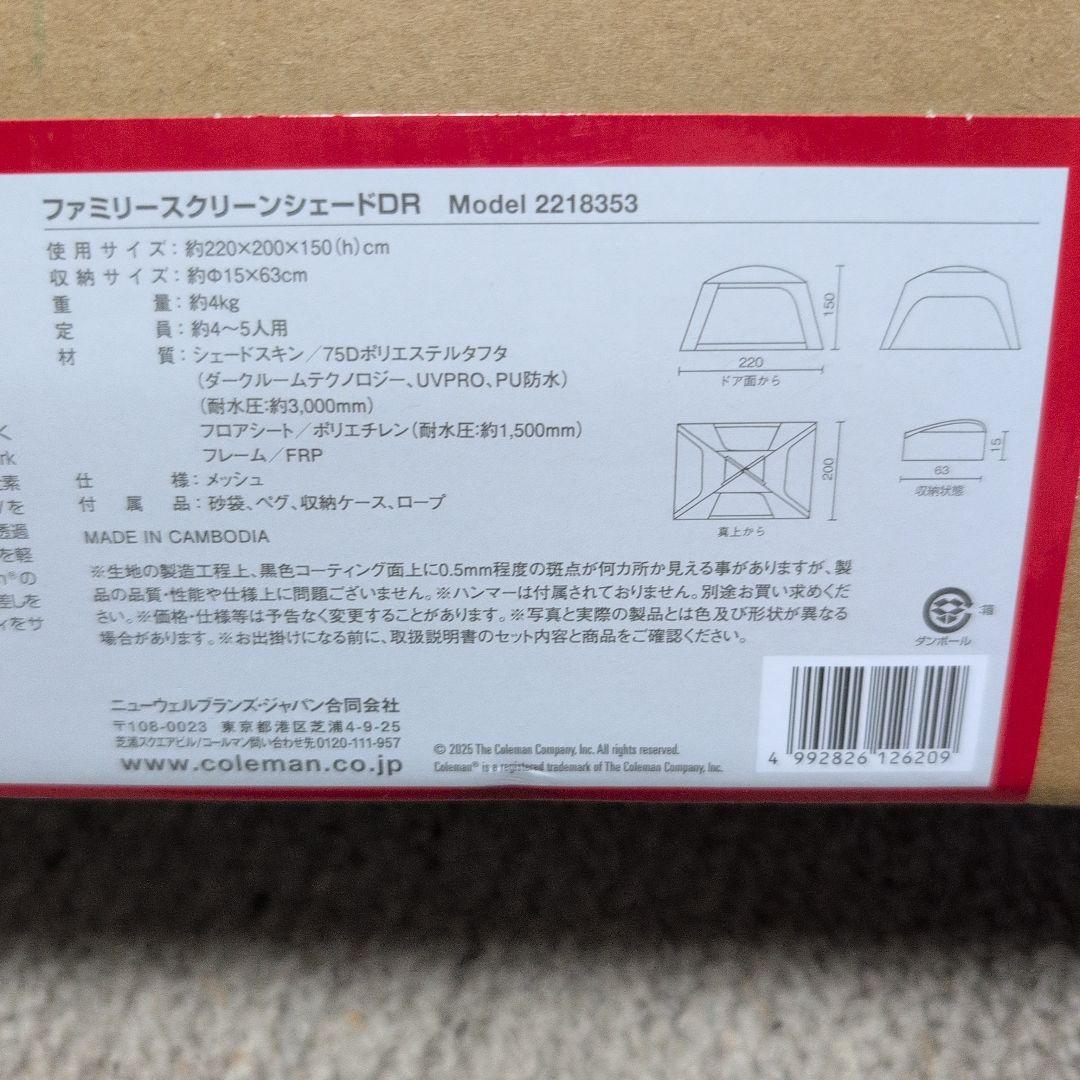 ファミリースクリーンシェードDR Model 2218353
使用サイズ：約220×200×150(h)cm
収納サイズ：約Φ15×63cm
重量：約4kg
定員：約4〜5人用
材質：シェードスキン／75Dポリエステルタフタ
(ダークルームテクノロジー、UVPRO、PU防水)
(耐水圧:約3,000mm)
フロアシート／ポリエチレン(耐水圧:約1,500mm)
フレーム／FRP
仕様：メッシュ
付属品：砂袋、ペグ、収納ケース、ロープ
MADE IN CAMBODIA
※生地の製造工程上、黒色コーティング面上に0.5mm程度の斑点が何カ所か見える事がありますが、製
品の品質・性能や仕様上に問題ございません。※ハンマーは付属されておりません。別途お買い求めくだ
さい。※価格・仕様等は予告なく変更することがあります。※写真と実際の製品とは色及び形状が異なる
場合があります。※お出掛けになる前に、取扱説明書のセット内容と商品をご確認ください。
ニューウェルブランズ・ジャパン合同会社
〒108-0023 東京都港区芝浦4-9-25
芝浦スクエアビル/コールマン問い合わせ先0120-111-957
www.coleman.co.jp
© 2025 The Coleman Company, Inc. All rights reserved.
Coleman® is a registered trademark of The Coleman Company, Inc.
150
220
ドア面から
200
真上から
15
63
収納状態
箱
ダンボール
4 992826 126209
く
rk
素
を
透過
を軽
n®の
差しを
ィをサ